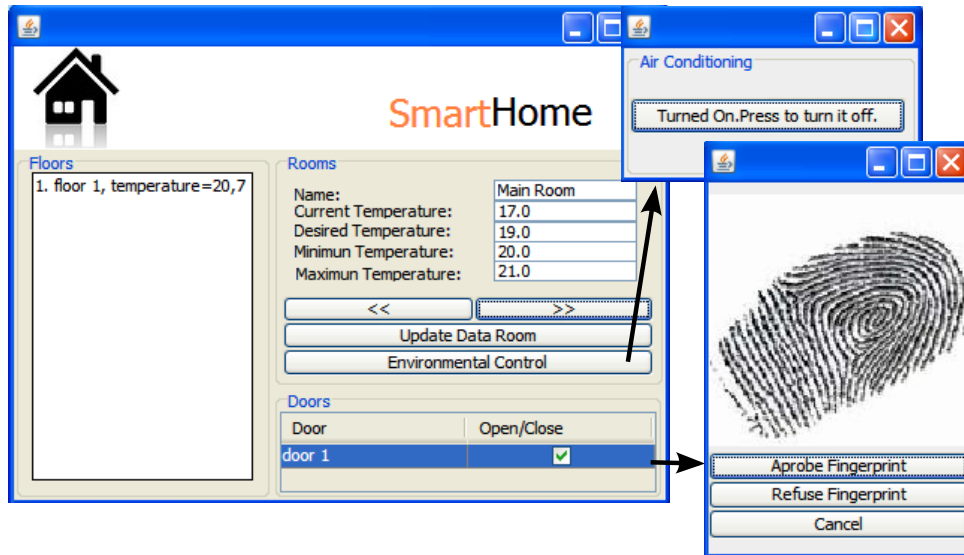 SmartHome
Floors
1. floor 1, temperature=20,7
Rooms
Name: Main Room
Current Temperature: 17.0
Desired Temperature: 19.0
Minimun Temperature: 20.0
Maximun Temperature: 21.0
<< >>
Update Data Room
Environmental Control
Doors
Door Open/Close
door 1
Air Conditioning
Turned On.Press to turn it off.
Aprobe Fingerprint
Refuse Fingerprint
Cancel